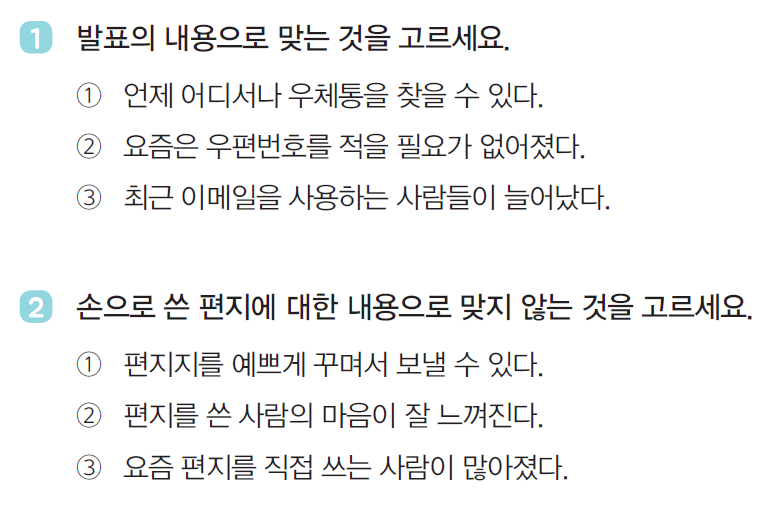 1 발표의 내용으로 맞는 것을 고르세요.
① 언제 어디서나 우체통을 찾을 수 있다.
② 요즘은 우편번호를 적을 필요가 없어졌다.
③ 최근 이메일을 사용하는 사람들이 늘어났다.
2 손으로 쓴 편지에 대한 내용으로 맞지 않는 것을 고르세요.
① 편지지를 예쁘게 꾸며서 보낼 수 있다.
② 편지를 쓴 사람의 마음이 잘 느껴진다.
③ 요즘 편지를 직접 쓰는 사람이 많아졌다.